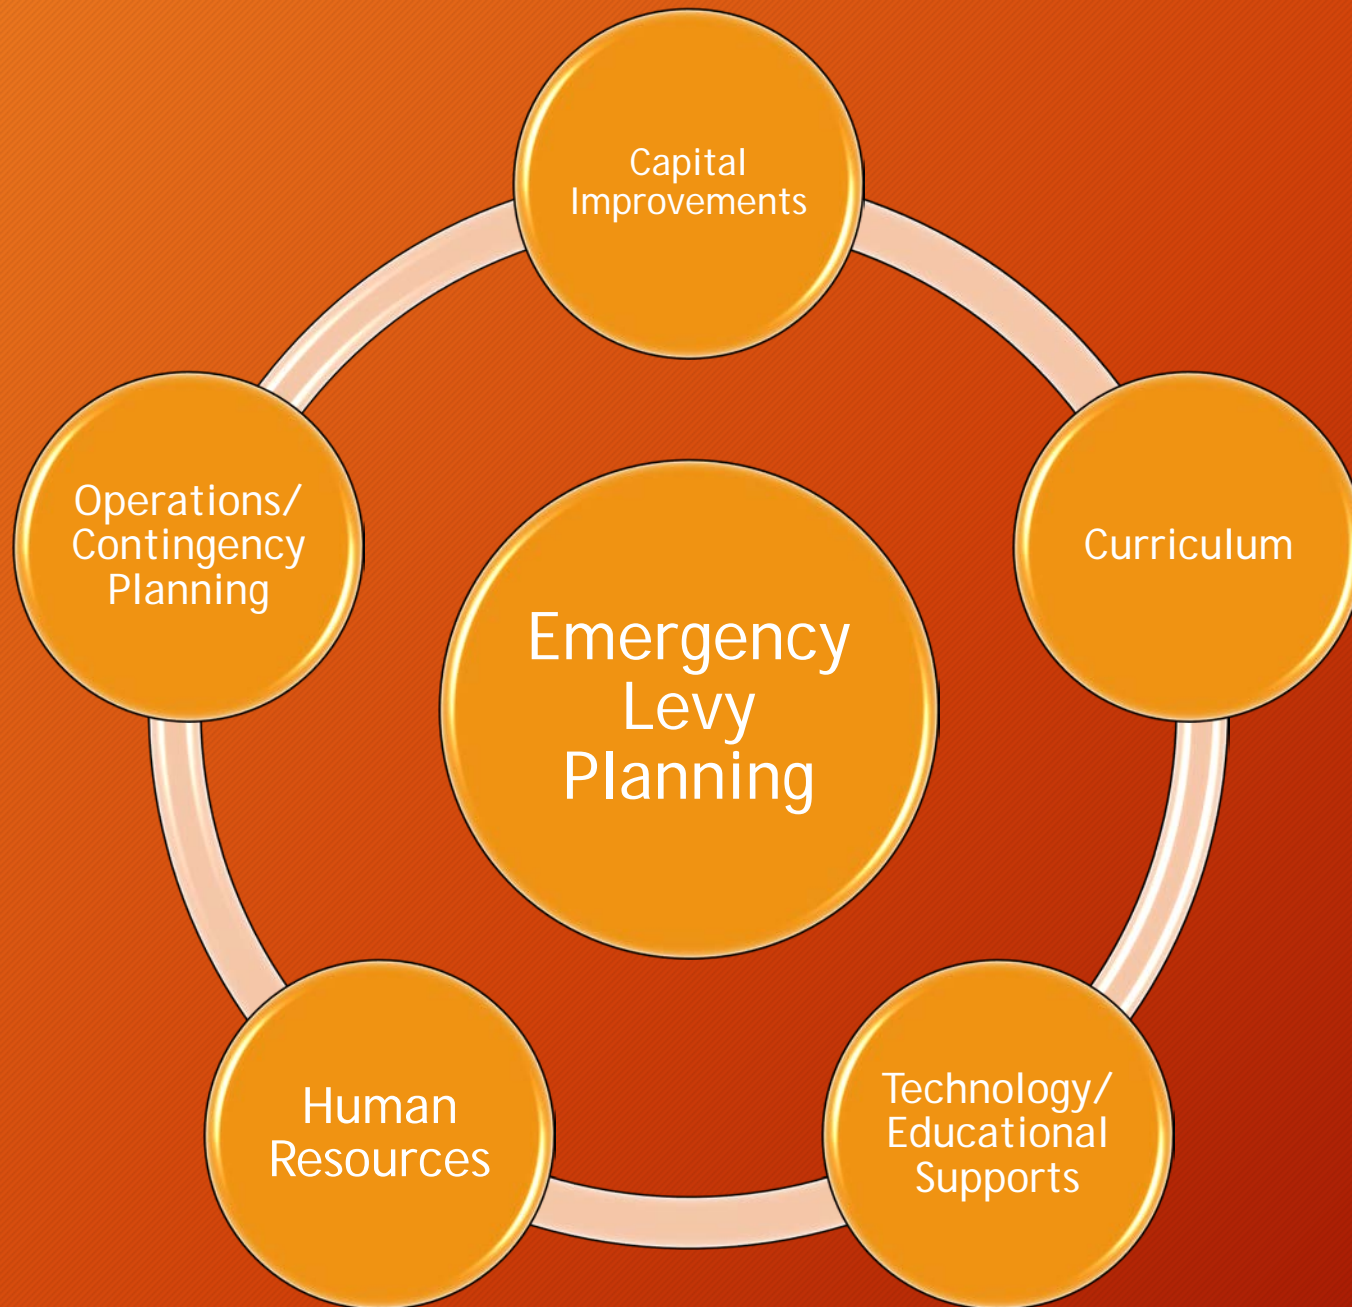 Capital
Improvements
Curriculum
Technology/
Educational
Supports
Human
Resources
Operations/
Contingency
Planning
Emergency
Levy
Planning